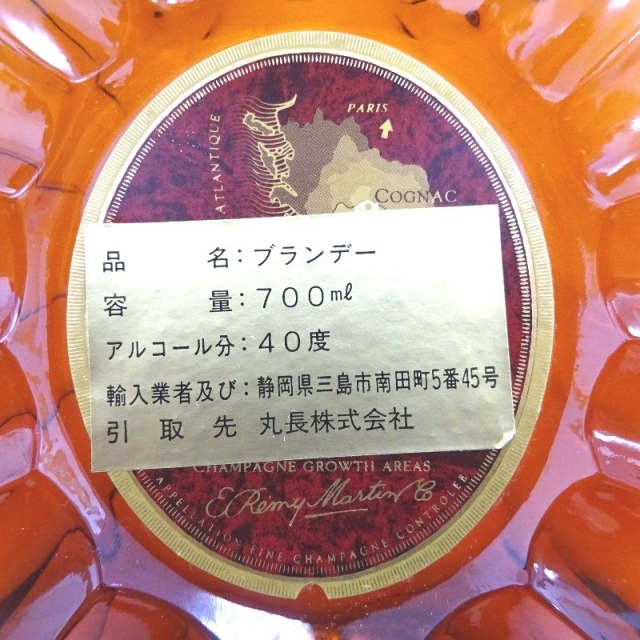 PARIS
ATLANTIQUE
COGNAC
品 名：ブランデー
容 量：７００㎖
アルコール分：４０度
輸入業者及び：静岡県三島市南田町5番45号
引 取 先 丸長株式会社
CHAMPAGNE GROWTH AREAS
E. Rémy Martin & Co
FINE CHAMPAGNE CONTROLÉE